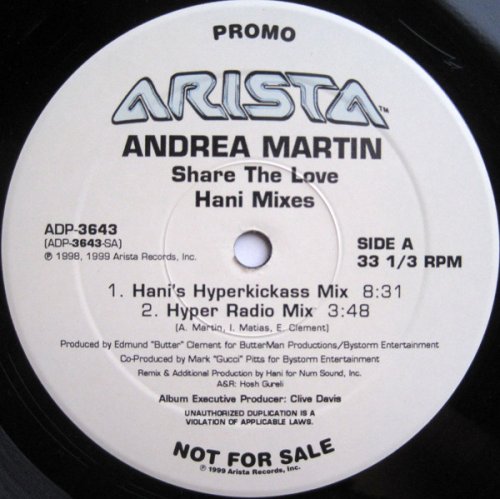 PROMO
ARISTA™
ANDREA MARTIN
Share The Love
Hani Mixes
ADP-3643
(ADP-3643-SA)
℗ 1998, 1999 Arista Records, Inc.
SIDE A
33 1/3 RPM
1. Hani's Hyperkickass Mix 8:31
2. Hyper Radio Mix 3:48
(A. Martin, I. Matias, E. Clement)
Produced by Edmund "Butter" Clement for ButterMan Productions/Bystorm Entertainment
Co-Produced by Mark "Gucci" Pitts for Bystorm Entertainment
Remix & Additional Production by Hani for Num Sound, Inc.
A&R: Hosh Gureli
Album Executive Producer: Clive Davis
UNAUTHORIZED DUPLICATION IS A
VIOLATION OF APPLICABLE LAWS.
NOT FOR SALE
℗ 1999 Arista Records, Inc.